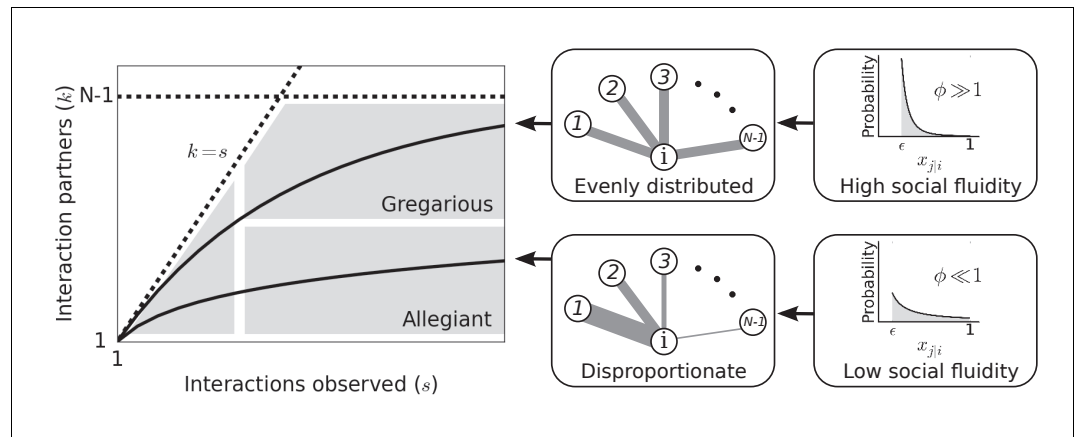 Interaction partners (k)
N-1
k=s
Gregarious
Allegiant
1
1
Interactions observed (s)
1
2
3
N-1
i
Evenly distributed
Probability
ϕ≫1
ϵ
1
x_{j|i}
High social fluidity
1
2
3
N-1
i
Disproportionate
Probability
ϕ≪1
ϵ
1
x_{j|i}
Low social fluidity